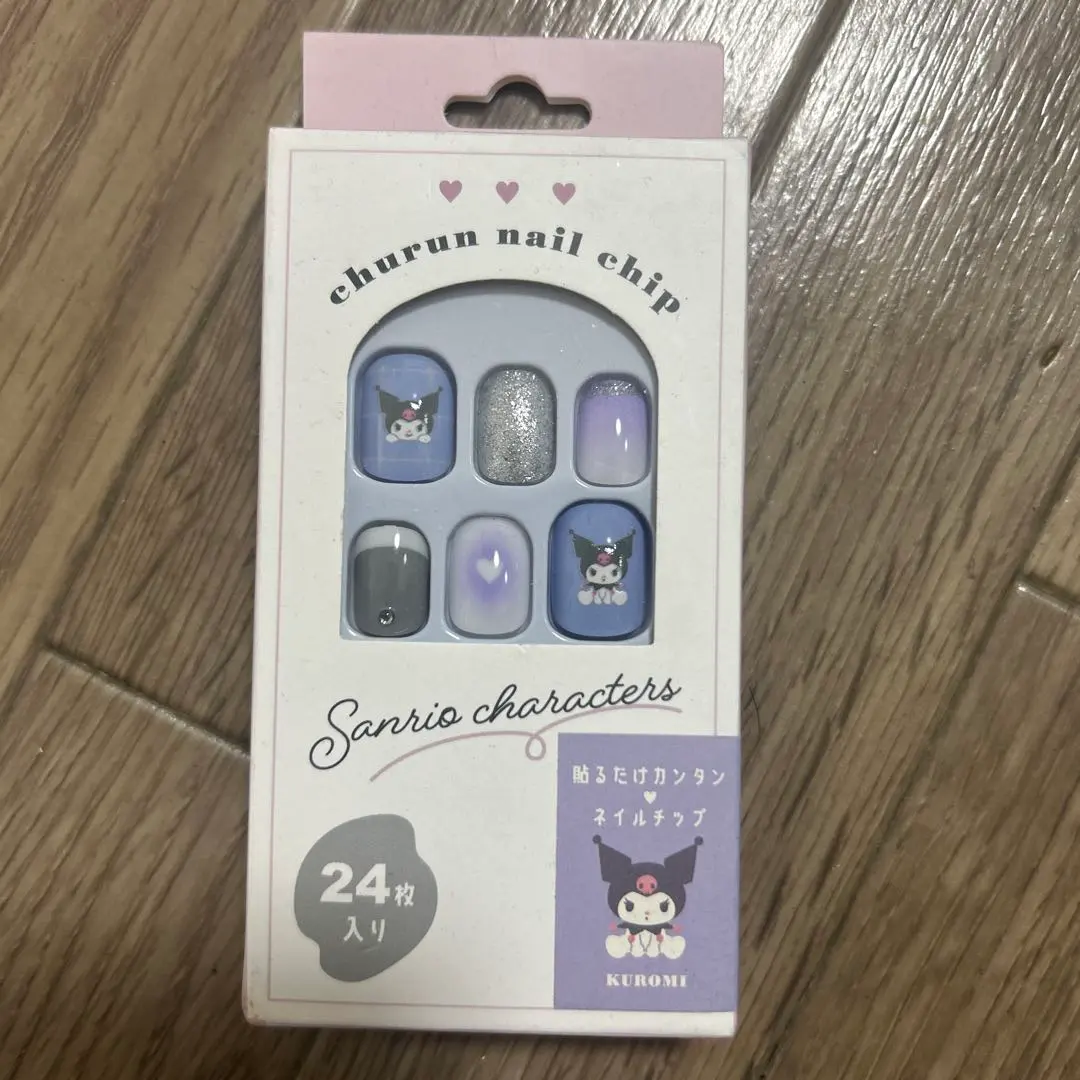 churun nail chip
Sanrio characters
貼るだけカンタン
♥
ネイルチップ
24枚
入り
KUROMI